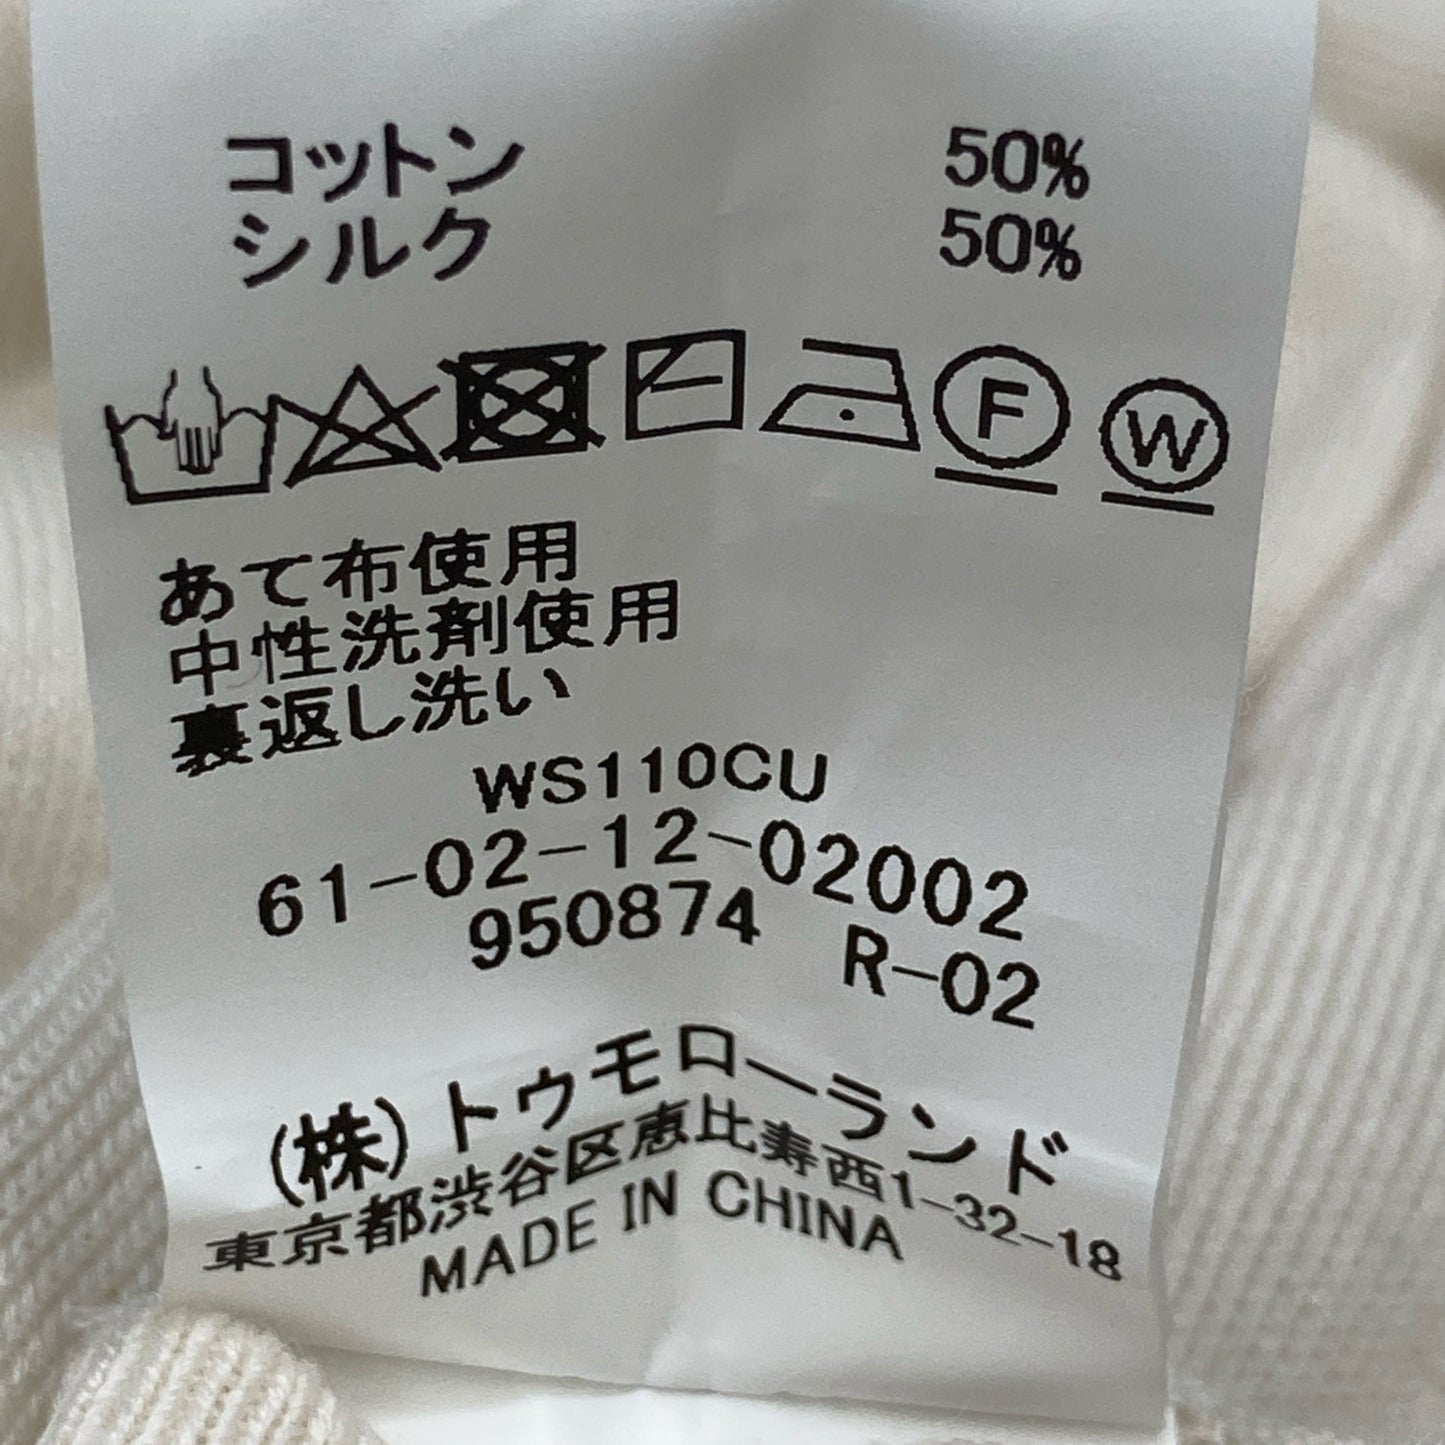 コットン 50%
シルク 50%
F W
あて布使用
中性洗剤使用
裏返し洗い
WS110CU
61-02-12-02002
950874 R-02
(株)トゥモローランド
東京都渋谷区恵比寿西1-32-18
MADE IN CHINA